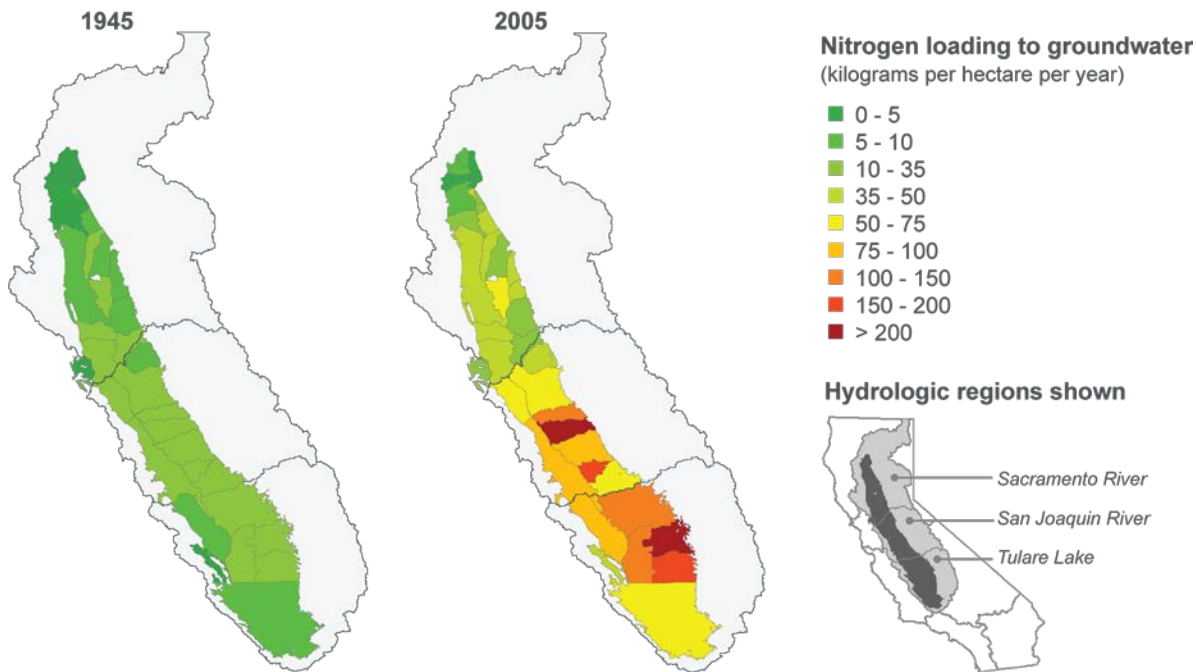 1945
2005
Nitrogen loading to groundwater
(kilograms per hectare per year)
0 - 5
5 - 10
10 - 35
35 - 50
50 - 75
75 - 100
100 - 150
150 - 200
> 200
Hydrologic regions shown
Sacramento River
San Joaquin River
Tulare Lake